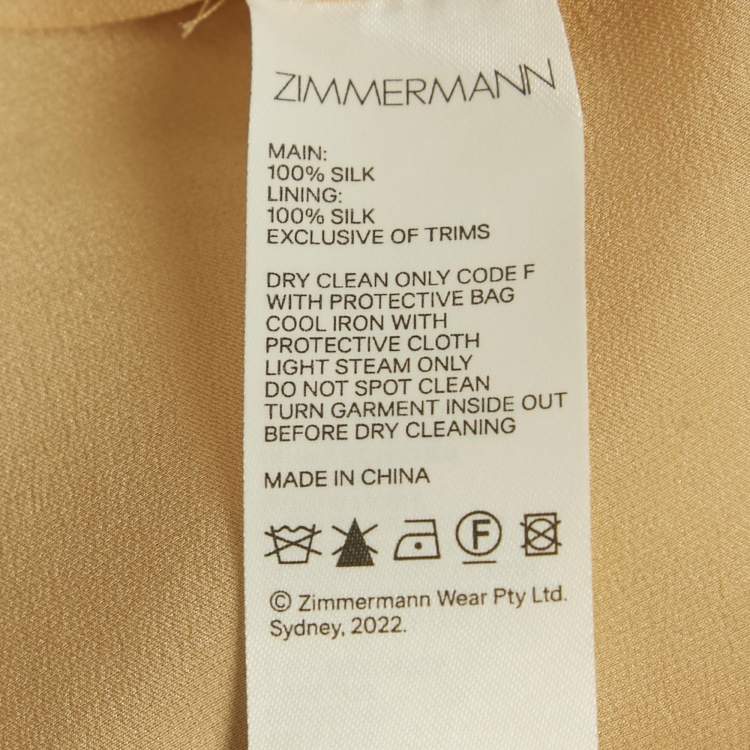 ZIMMERMANN
MAIN:
100% SILK
LINING:
100% SILK
EXCLUSIVE OF TRIMS
DRY CLEAN ONLY CODE F
WITH PROTECTIVE BAG
COOL IRON WITH
PROTECTIVE CLOTH
LIGHT STEAM ONLY
DO NOT SPOT CLEAN
TURN GARMENT INSIDE OUT
BEFORE DRY CLEANING
MADE IN CHINA
F
© Zimmermann Wear Pty Ltd.
Sydney, 2022.